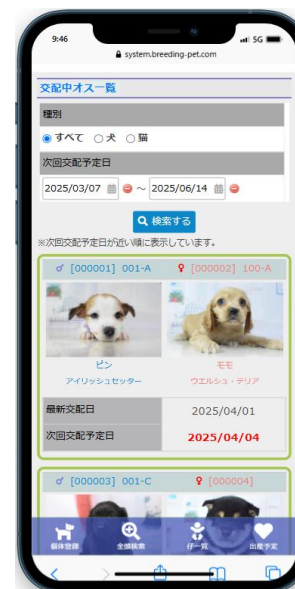 9:46
5G
system.breeding-pet.com
交配中オス一覧
種別
すべて 犬 猫
次回交配予定日
2025/03/07 ～ 2025/06/14
検索する
※次回交配予定日が近い順に表示しています。
♂ [000001] 001-A ♀ [000002] 100-A
ピン モモ
アイリッシュセッター ウエルシュ・テリア
最新交配日 2025/04/01
次回交配予定日 2025/04/04
♂ [000003] 001-C ♀ [000004]
個体登録 全頭検索 仔一覧 出産予定